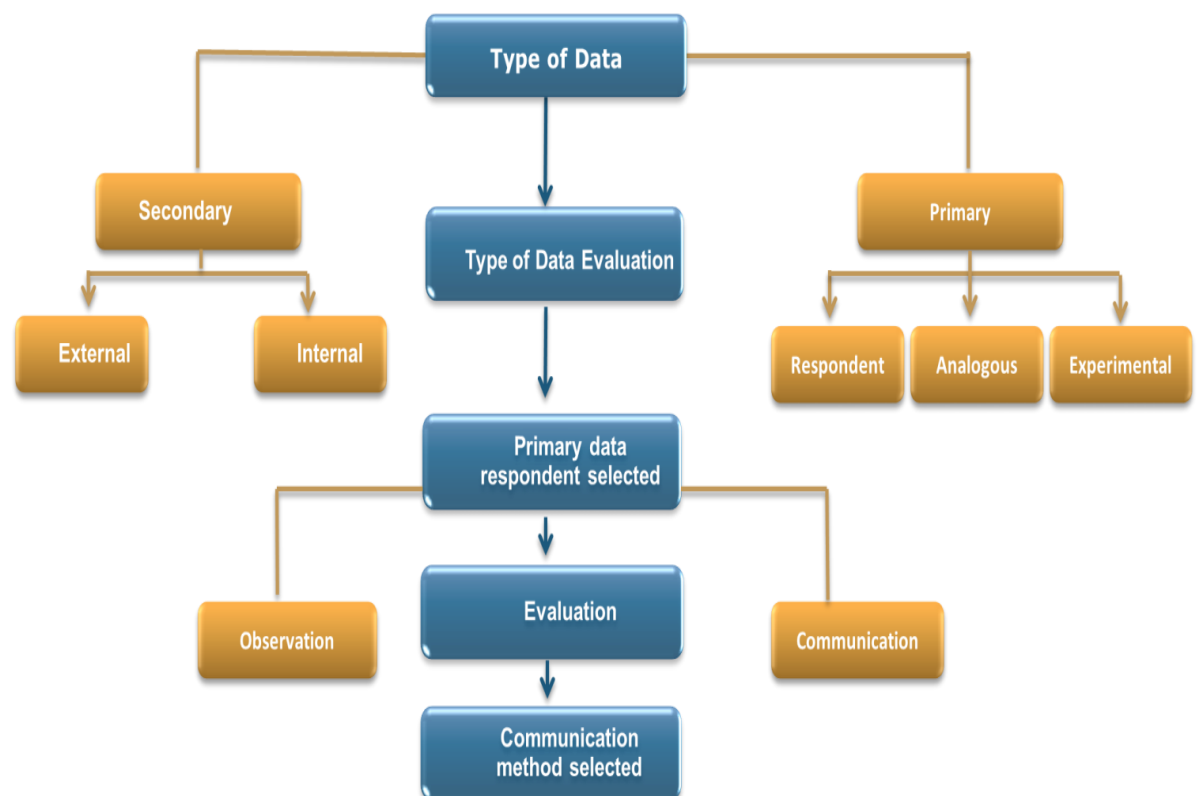 Type of Data
Secondary
Primary
Type of Data Evaluation
External
Internal
Respondent
Analogous
Experimental
Primary data
respondent selected
Observation
Evaluation
Communication
Communication
method selected